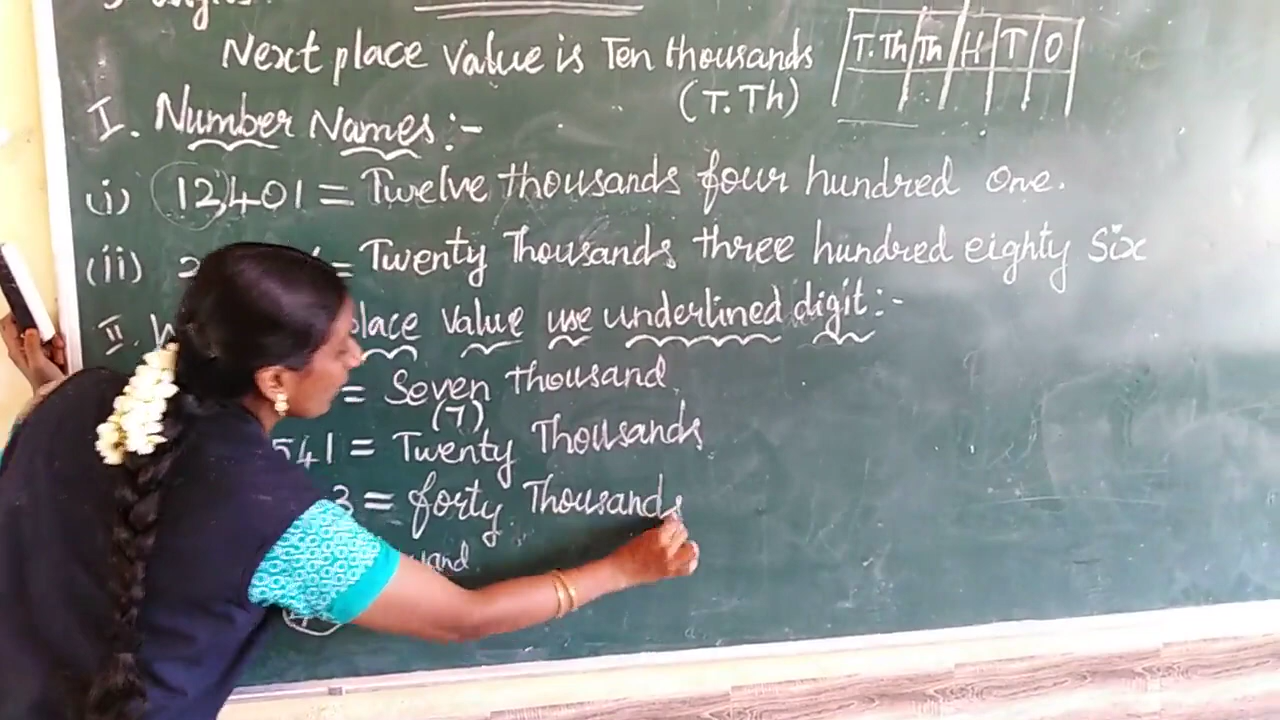 Next place Value is Ten thousands
(T.Th)
T.Th Th H T O
I. Number Names:-
(i) 12,401 = Twelve thousands four hundred One.
(ii) = Twenty Thousands three hundred eighty Six
II. place Value use underlined digit:-
= Seven thousand
(7)
541 = Twenty Thousands
3 = forty Thousands